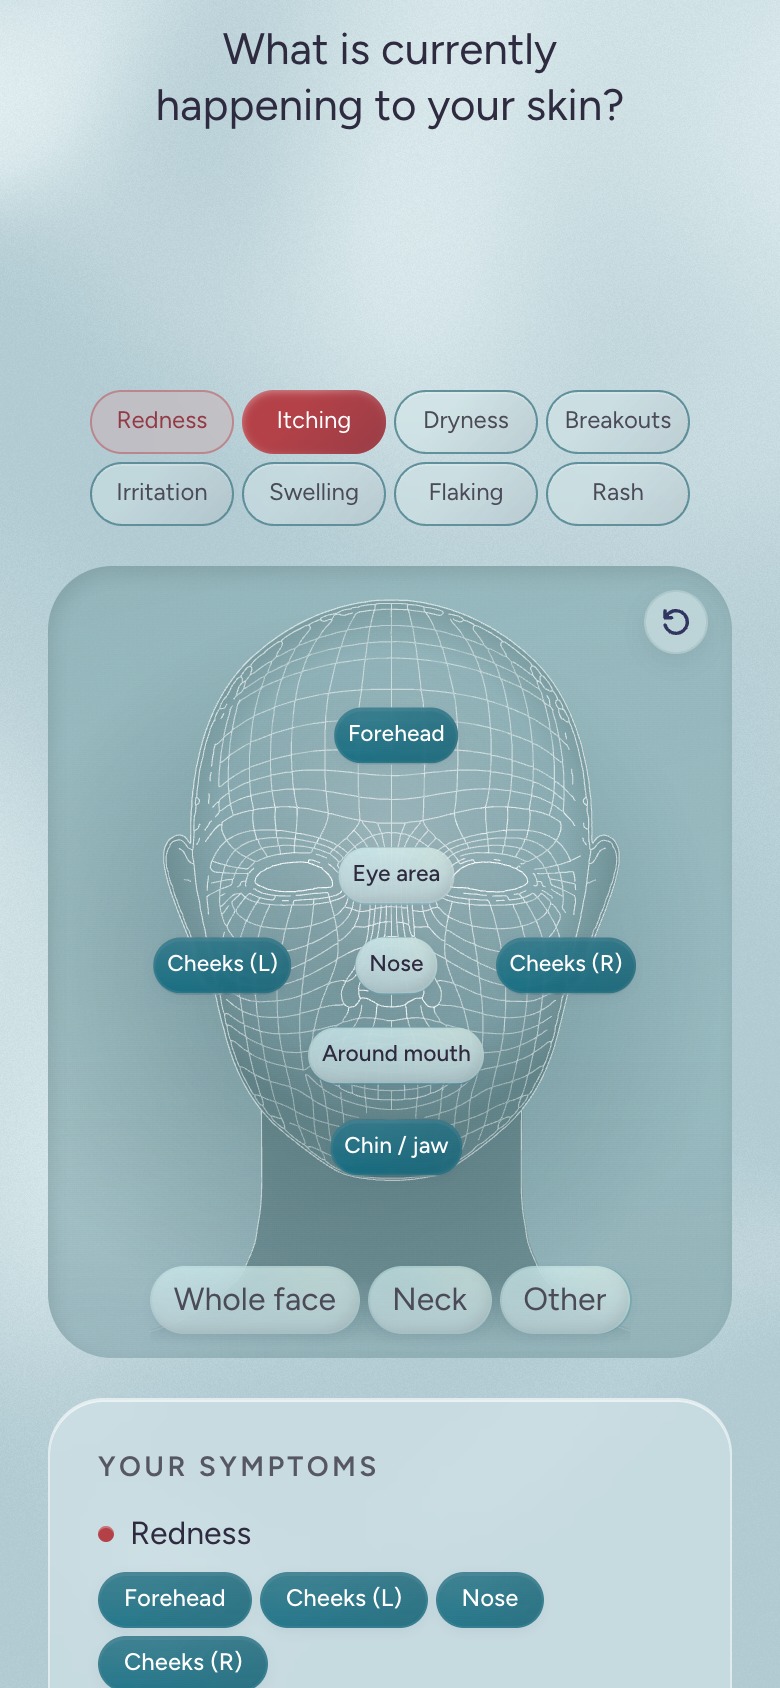 What is currently
happening to your skin?
Redness Itching Dryness Breakouts
Irritation Swelling Flaking Rash
Forehead
Eye area
Cheeks (L) Nose Cheeks (R)
Around mouth
Chin / jaw
Whole face Neck Other
YOUR SYMPTOMS
Redness
Forehead Cheeks (L) Nose
Cheeks (R)